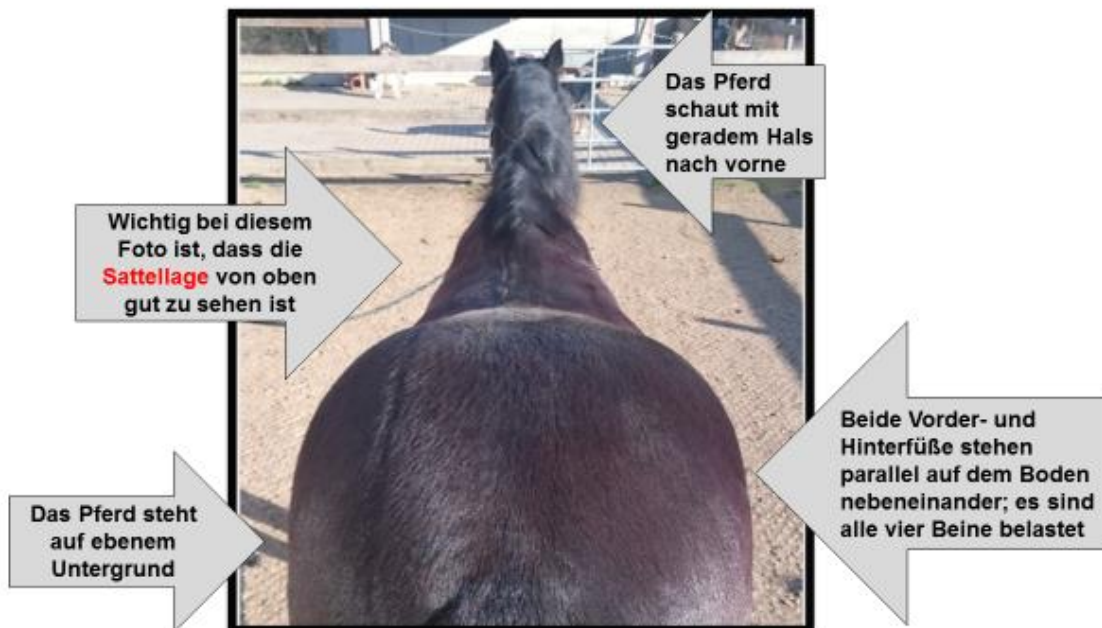 Das Pferd
schaut mit
geradem Hals
nach vorne
Wichtig bei diesem
Foto ist, dass die
Sattellage von oben
gut zu sehen ist
Beide Vorder- und
Hinterfüße stehen
parallel auf dem Boden
nebeneinander; es sind
alle vier Beine belastet
Das Pferd steht
auf ebenem
Untergrund